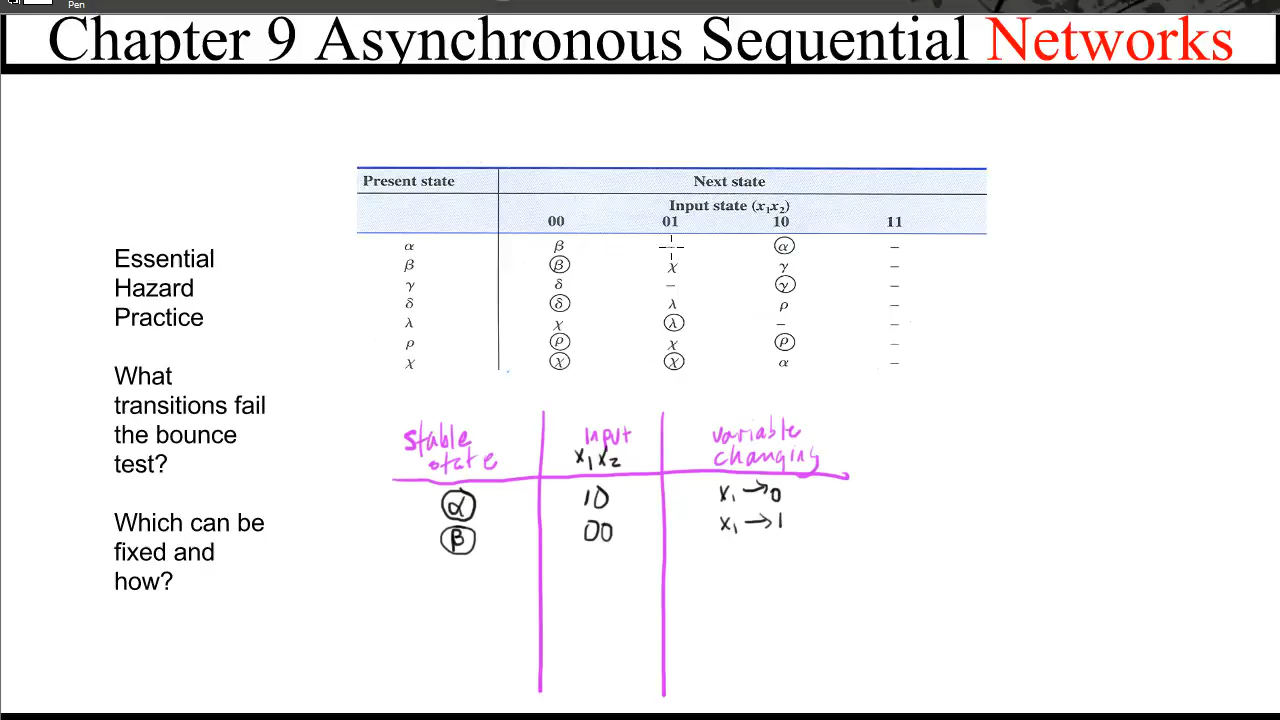 Pen
Chapter 9 Asynchronous Sequential Networks
Present state Next state
Input state (x₁x₂)
00 01 10 11
α β – α –
β β χ γ –
γ δ – γ –
δ δ λ ρ –
λ χ λ – –
ρ ρ χ ρ –
χ χ χ α –
Essential
Hazard
Practice
What
transitions fail
the bounce
test?
Which can be
fixed and
how?
stable input variable
state x₁x₂ changing
α 10 x₁→0
β 00 x₁→1